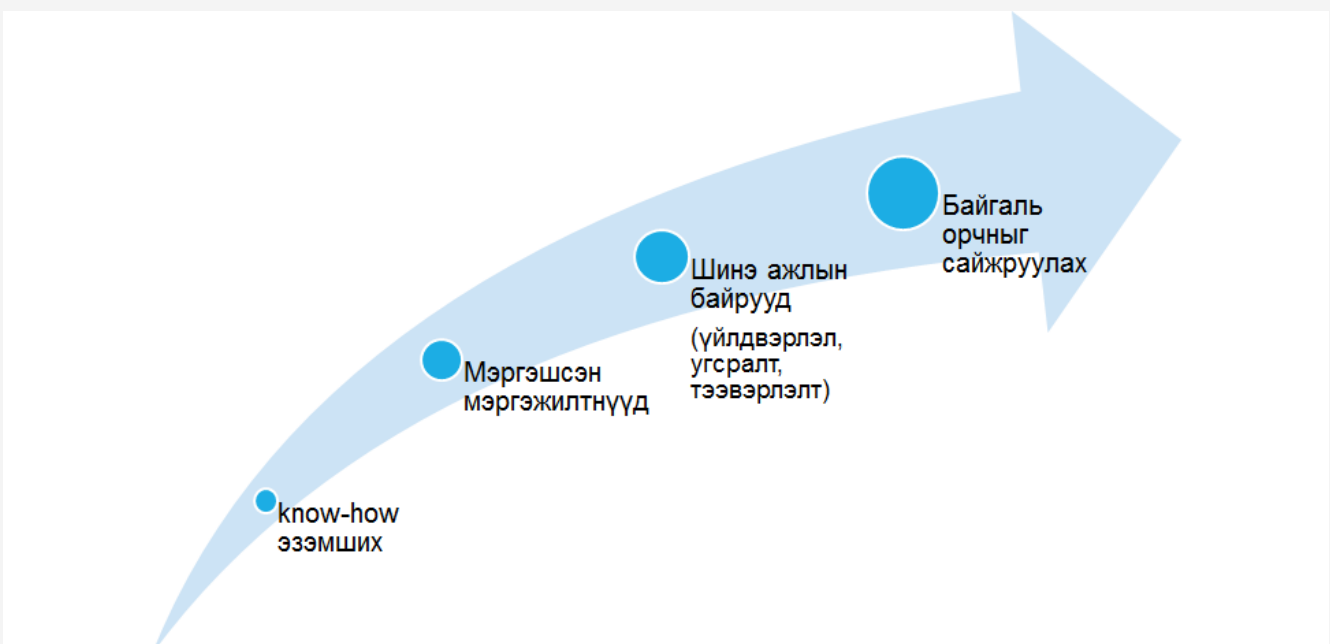 Байгаль
орчныг
сайжруулах
Шинэ ажлын
байрууд
(үйлдвэрлэл,
угсралт,
тээвэрлэлт)
Мэргэшсэн
мэргэжилтнүүд
know-how
эзэмших